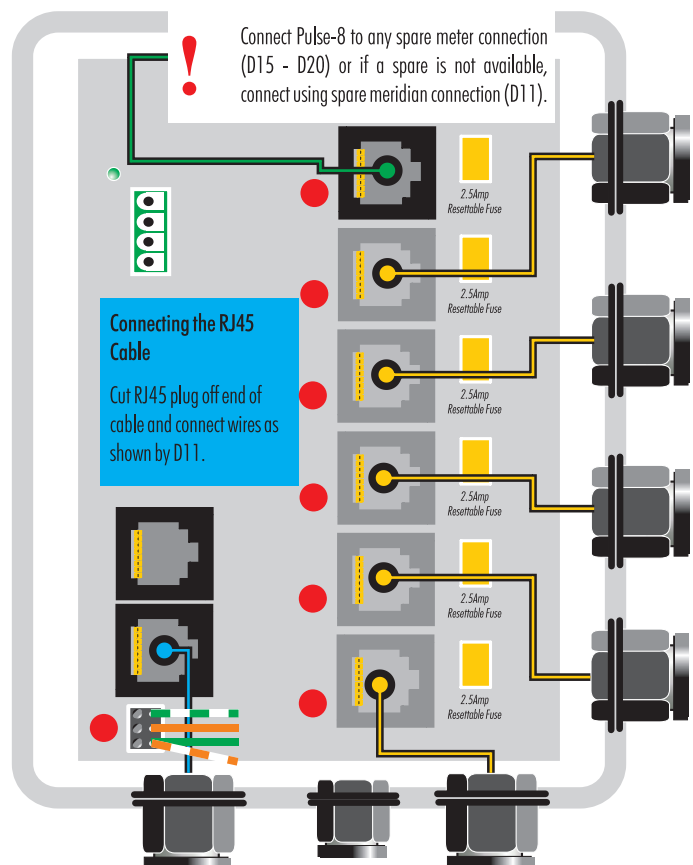 Connect Pulse-8 to any spare meter connection
(D15 - D20) or if a spare is not available,
connect using spare meridian connection (D11).
2.5Amp
Resettable Fuse
2.5Amp
Resettable Fuse
Connecting the RJ45
Cable
Cut RJ45 plug off end of
cable and connect wires as
shown by D11.
2.5Amp
Resettable Fuse
2.5Amp
Resettable Fuse
2.5Amp
Resettable Fuse
2.5Amp
Resettable Fuse